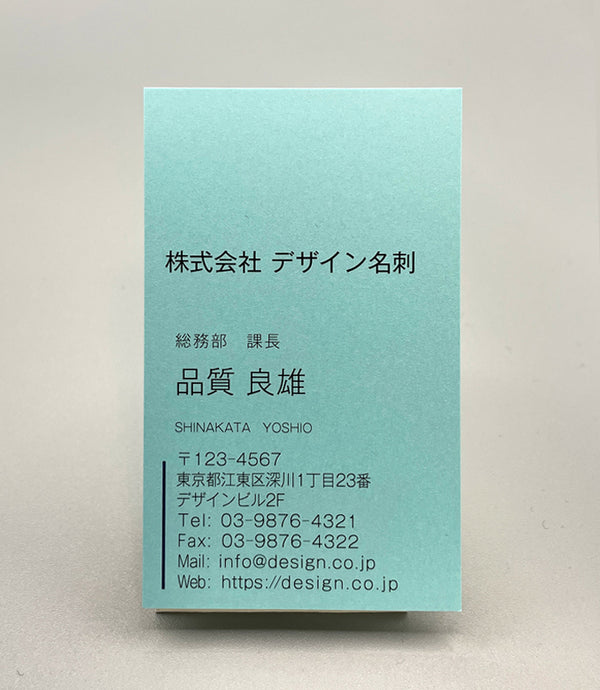 株式会社 デザイン名刺
総務部　課長
品質 良雄
SHINAKATA　YOSHIO
〒123-4567
東京都江東区深川1丁目23番
デザインビル2F
Tel: 03-9876-4321
Fax: 03-9876-4322
Mail: info@design.co.jp
Web: https://design.co.jp